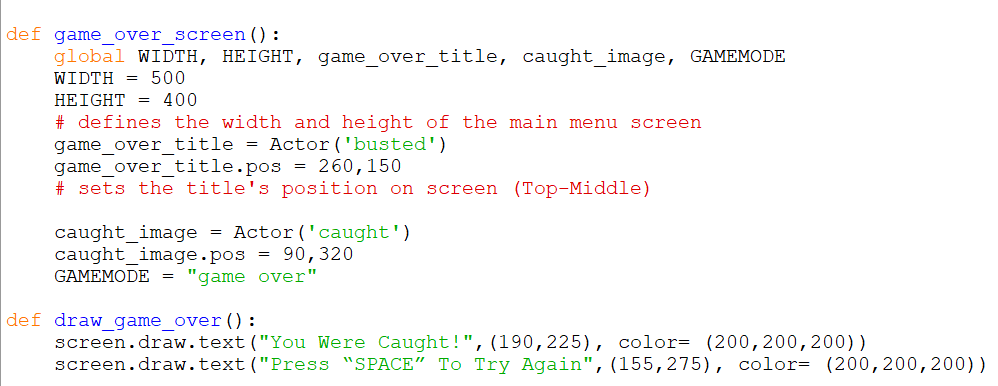 def game_over_screen():
    global WIDTH, HEIGHT, game_over_title, caught_image, GAMEMODE
    WIDTH = 500
    HEIGHT = 400
    # defines the width and height of the main menu screen
    game_over_title = Actor('busted')
    game_over_title.pos = 260,150
    # sets the title's position on screen (Top-Middle)
    caught_image = Actor('caught')
    caught_image.pos = 90,320
    GAMEMODE = "game over"
def draw_game_over():
    screen.draw.text("You Were Caught!",(190,225), color= (200,200,200))
    screen.draw.text("Press “SPACE” To Try Again",(155,275), color= (200,200,200))